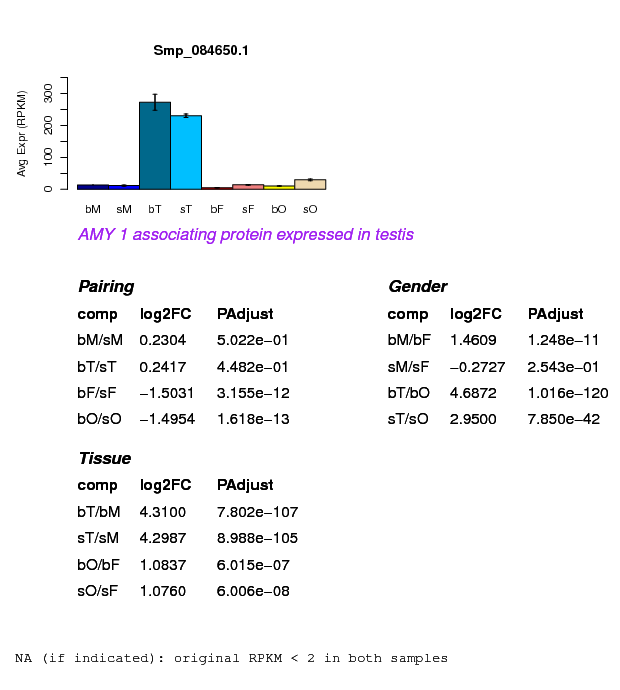 Smp_084650.1
Avg Expr (RPKM)
0 100 200 300
bM sM bT sT bF sF bO sO
AMY 1 associating protein expressed in testis
Pairing
comp log2FC PAdjust
bM/sM 0.2304 5.022e−01
bT/sT 0.2417 4.482e−01
bF/sF −1.5031 3.155e−12
bO/sO −1.4954 1.618e−13
Gender
comp log2FC PAdjust
bM/bF 1.4609 1.248e−11
sM/sF −0.2727 2.543e−01
bT/bO 4.6872 1.016e−120
sT/sO 2.9500 7.850e−42
Tissue
comp log2FC PAdjust
bT/bM 4.3100 7.802e−107
sT/sM 4.2987 8.988e−105
bO/bF 1.0837 6.015e−07
sO/sF 1.0760 6.006e−08
NA (if indicated): original RPKM < 2 in both samples